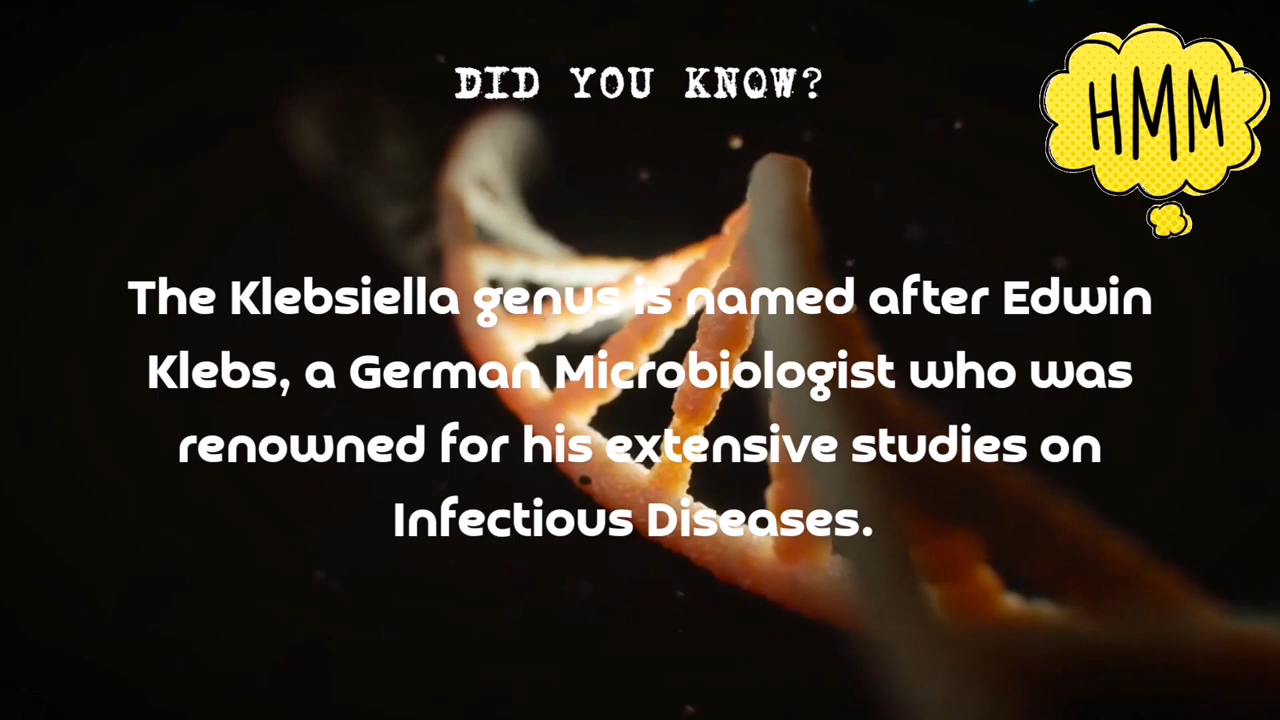 DID YOU KNOW?
HMM
The Klebsiella genus is named after Edwin
Klebs, a German Microbiologist who was
renowned for his extensive studies on
Infectious Diseases.